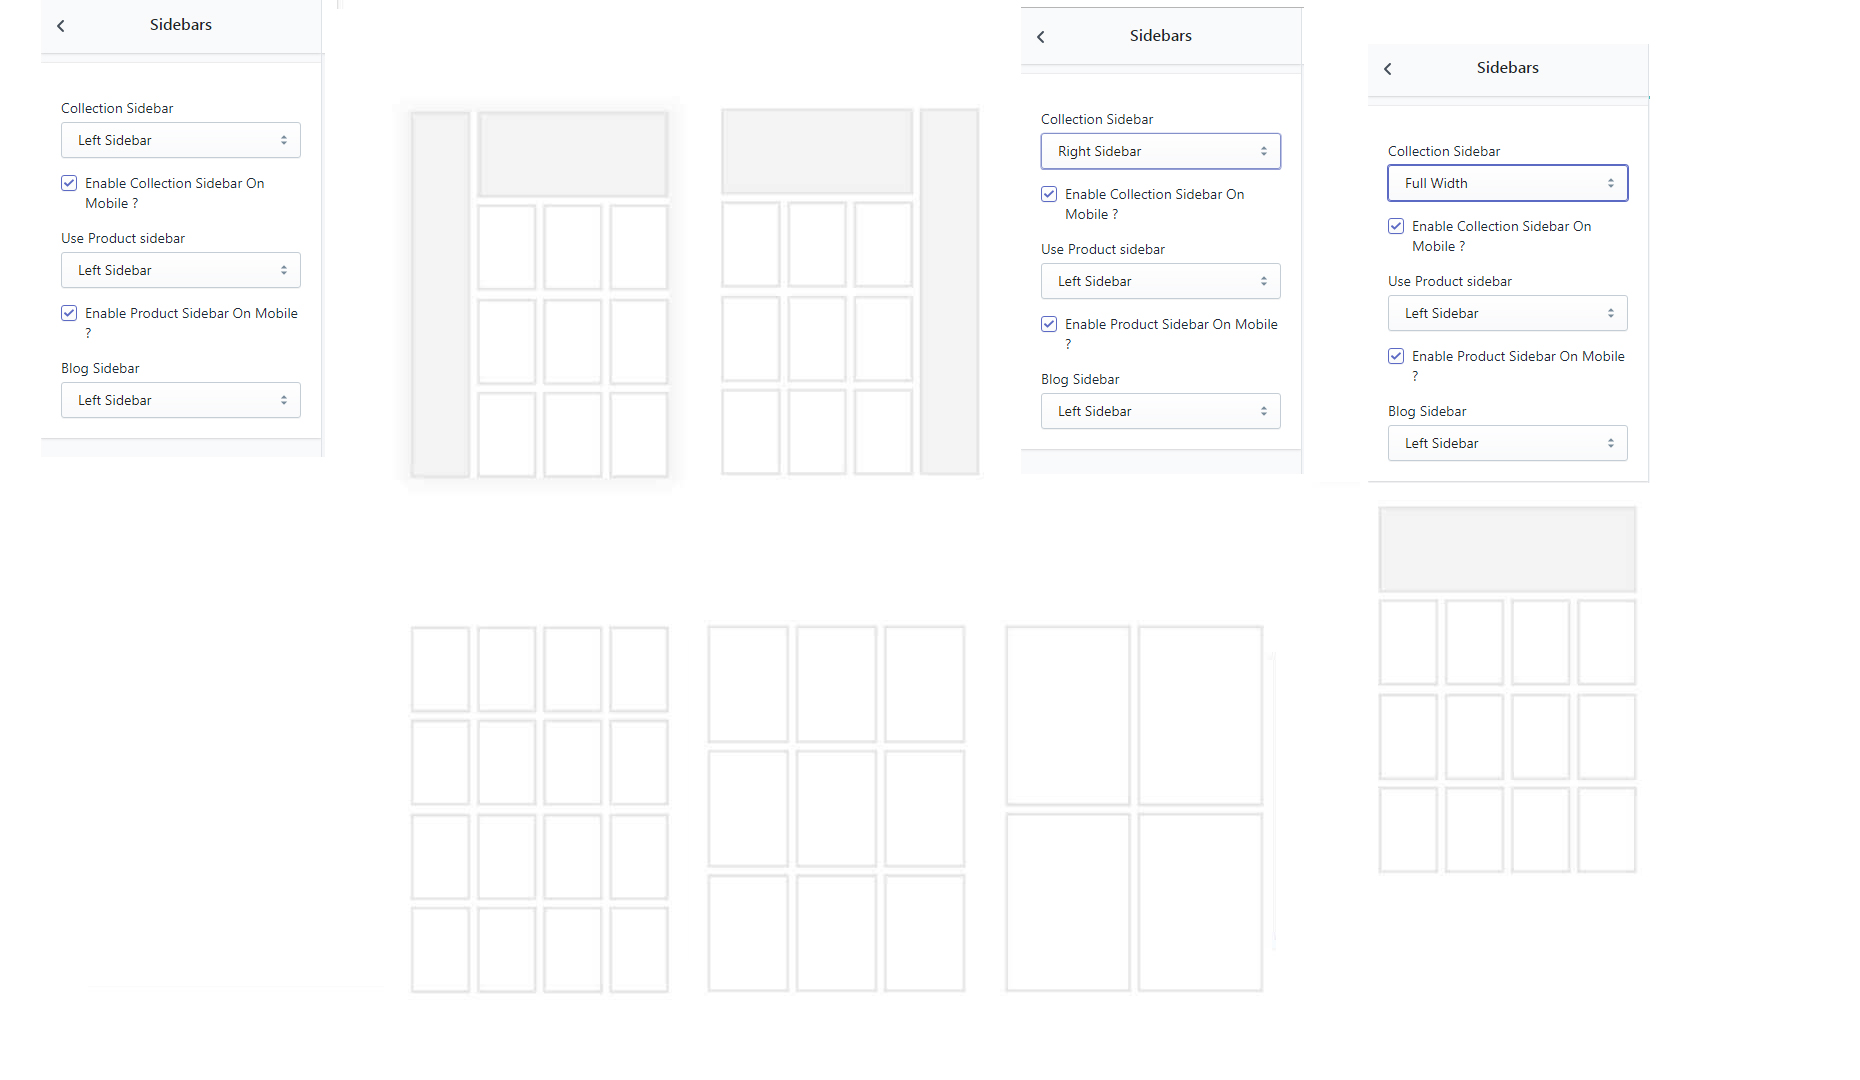 Sidebars
Collection Sidebar
Left Sidebar
Enable Collection Sidebar On
Mobile ?
Use Product sidebar
Left Sidebar
Enable Product Sidebar On Mobile
?
Blog Sidebar
Left Sidebar
Sidebars
Collection Sidebar
Right Sidebar
Enable Collection Sidebar On
Mobile ?
Use Product sidebar
Left Sidebar
Enable Product Sidebar On Mobile
?
Blog Sidebar
Left Sidebar
Sidebars
Collection Sidebar
Full Width
Enable Collection Sidebar On
Mobile ?
Use Product sidebar
Left Sidebar
Enable Product Sidebar On Mobile
?
Blog Sidebar
Left Sidebar